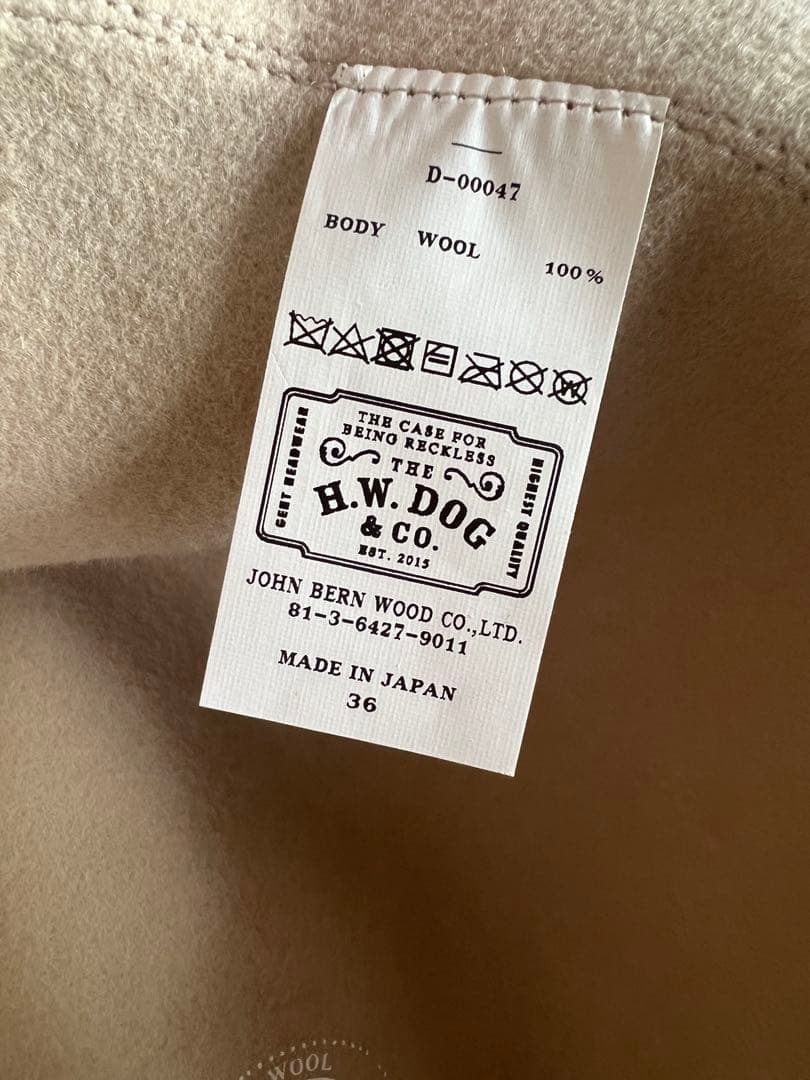 D-00047
BODY WOOL 100%
THE CASE FOR
BEING RECKLESS
GENT HEADWEAR
THE
H.W. DOG
& CO.
EST. 2015
HIGHEST QUALITY
JOHN BERN WOOD CO.,LTD.
81-3-6427-9011
MADE IN JAPAN
36
WOOL